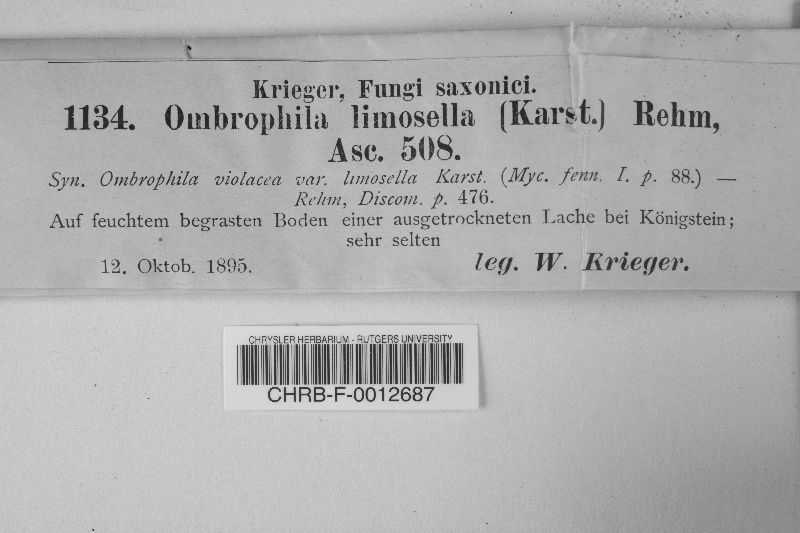 Krieger, Fungi saxonici.
1134. Ombrophila limosella (Karst.) Rehm,
Asc. 508.
Syn. Ombrophila violacea var. limosella Karst. (Myc. fenn. I. p. 88.) —
Rehm, Discom. p. 476.
Auf feuchtem begrasten Boden einer ausgetrockneten Lache bei Königstein;
sehr selten
12. Oktob. 1895. leg. W. Krieger.
CHRYSLER HERBARIUM - RUTGERS UNIVERSITY
CHRB-F-0012687